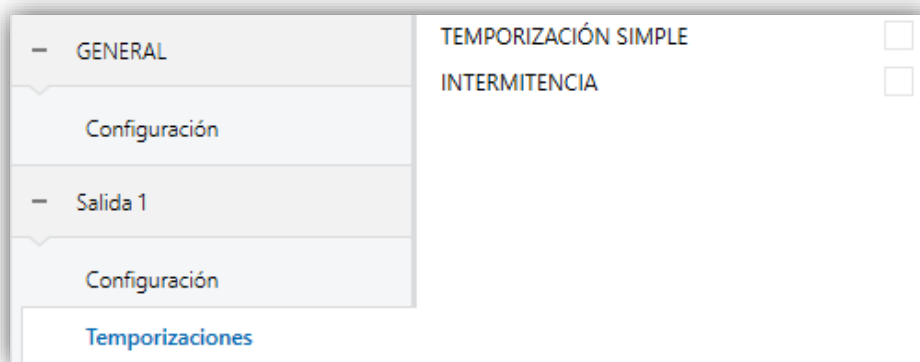 GENERAL
Configuración
Salida 1
Configuración
Temporizaciones
TEMPORIZACIÓN SIMPLE
INTERMITENCIA